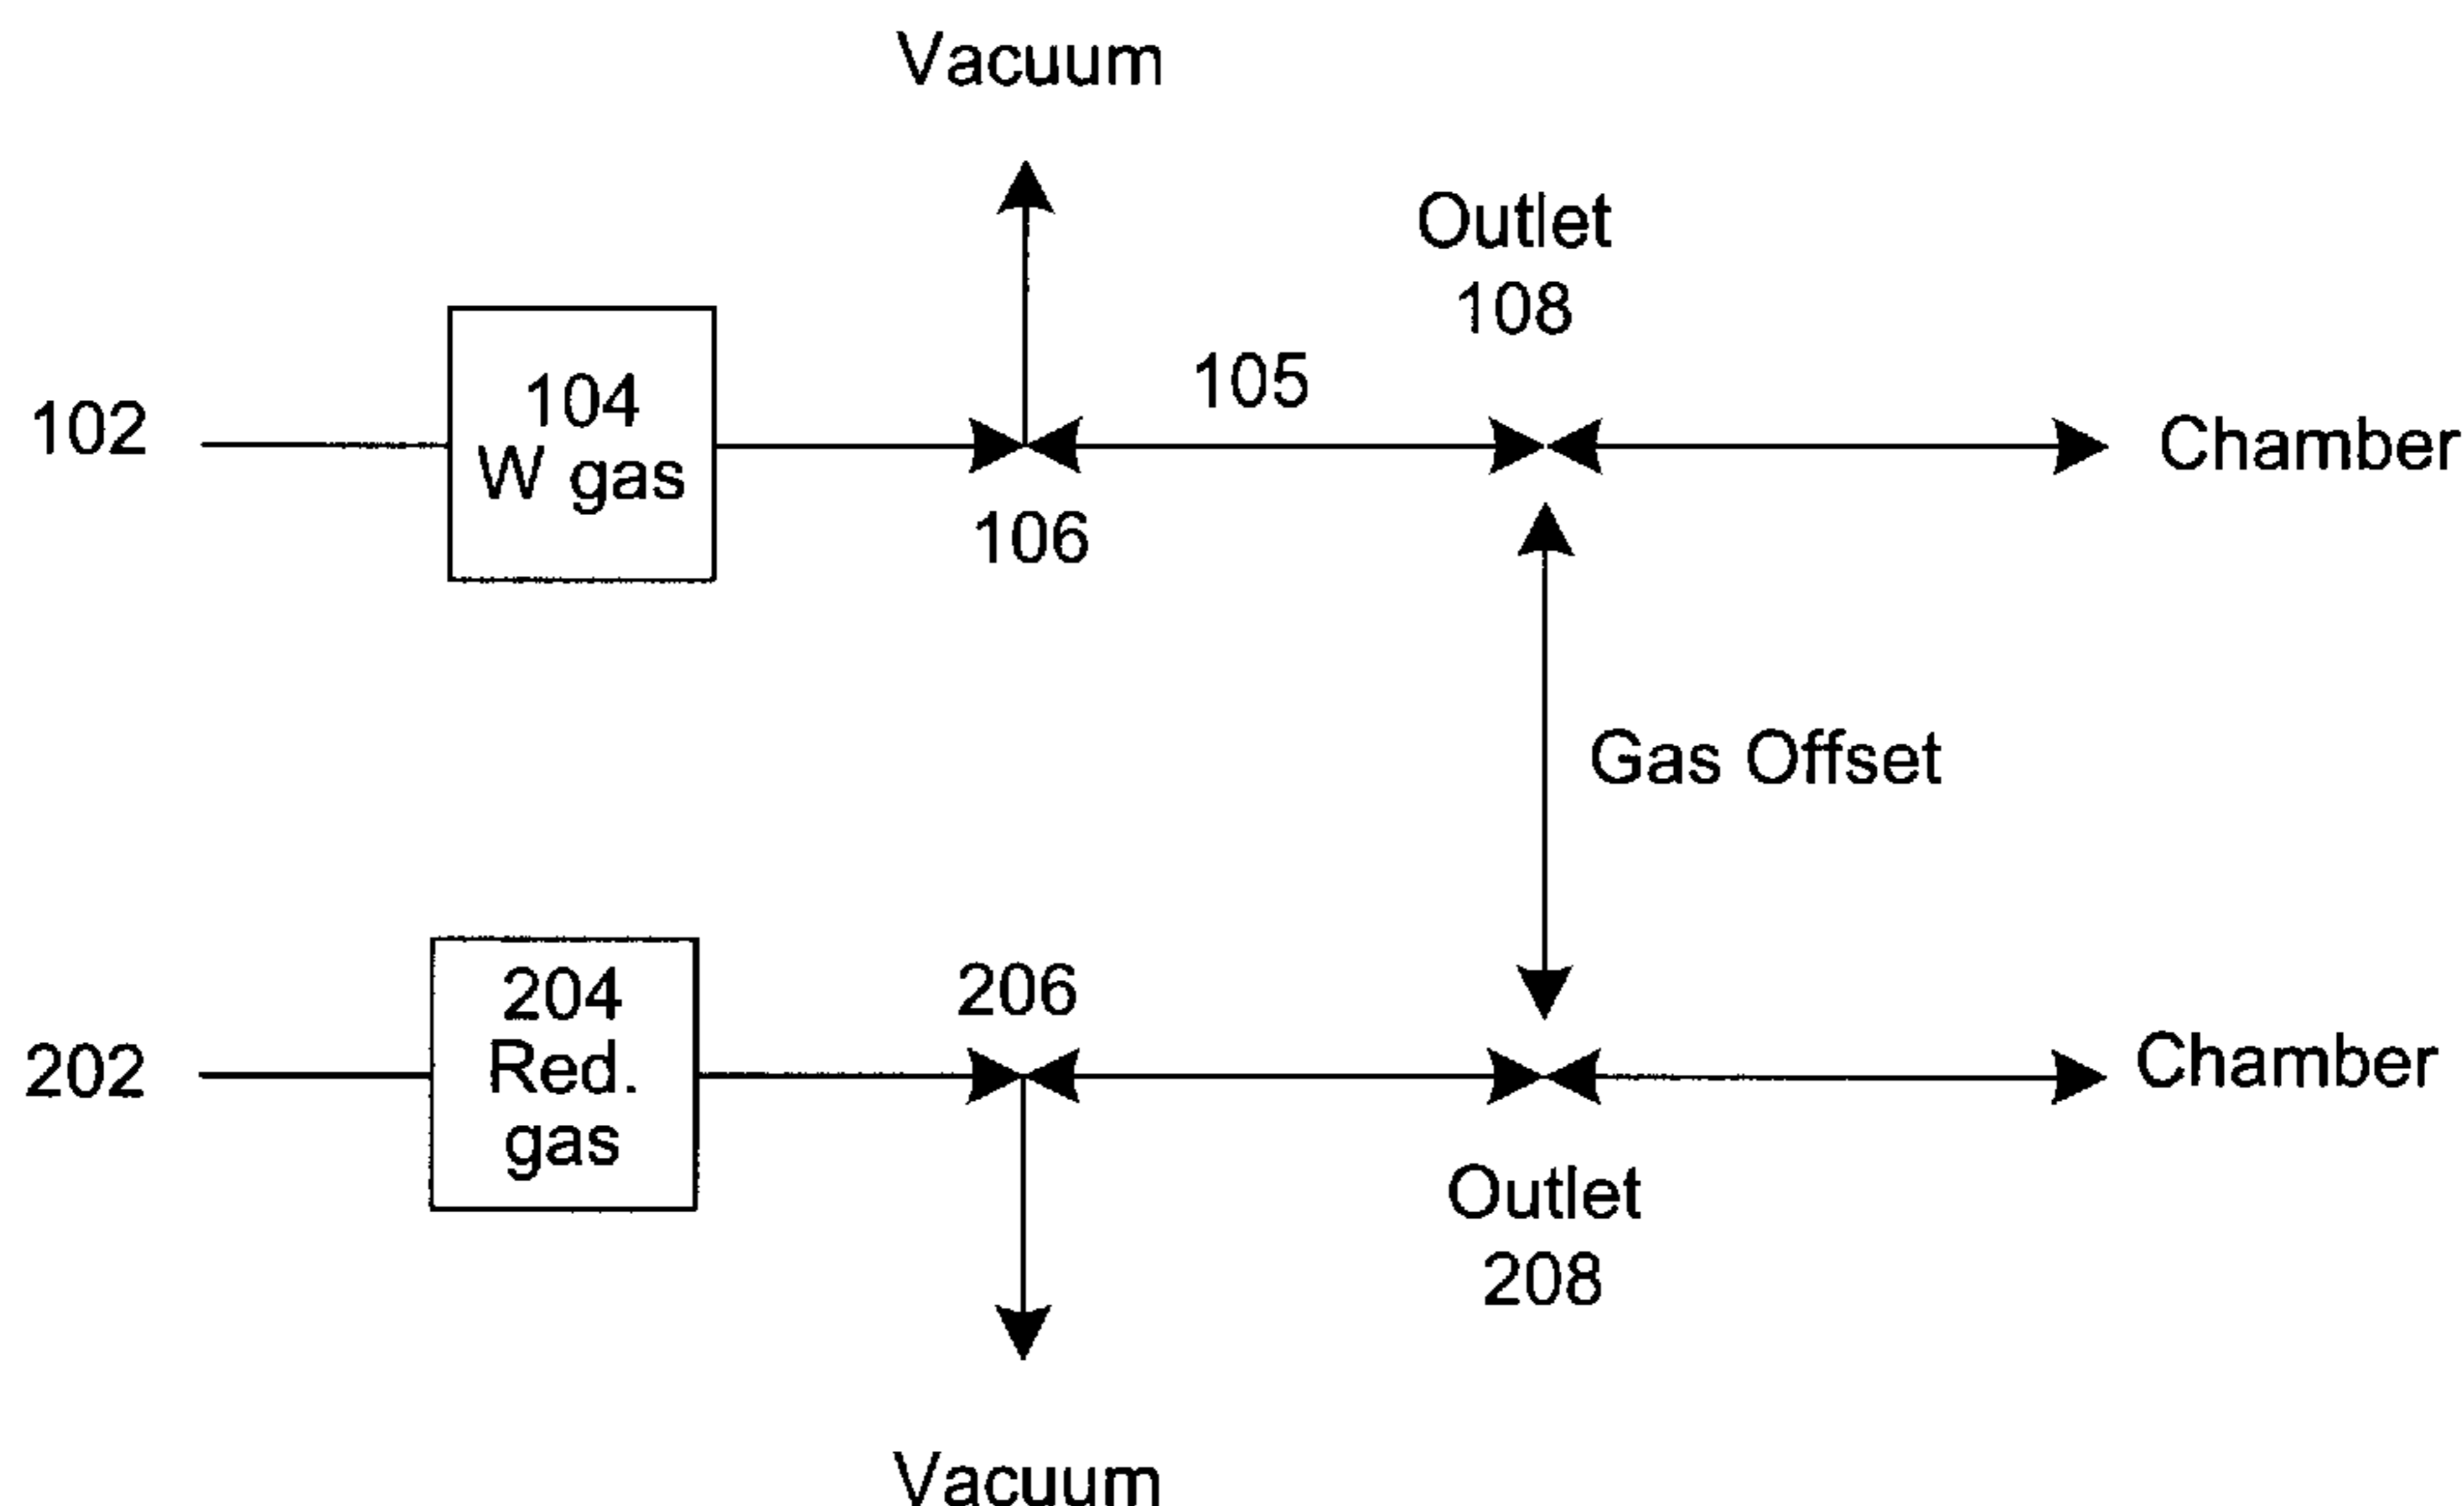 Vacuum
Outlet
108
105
102
104
W gas
Chamber
106
Gas Offset
204
Red.
gas
206
202
Chamber
Outlet
208
Vacuum